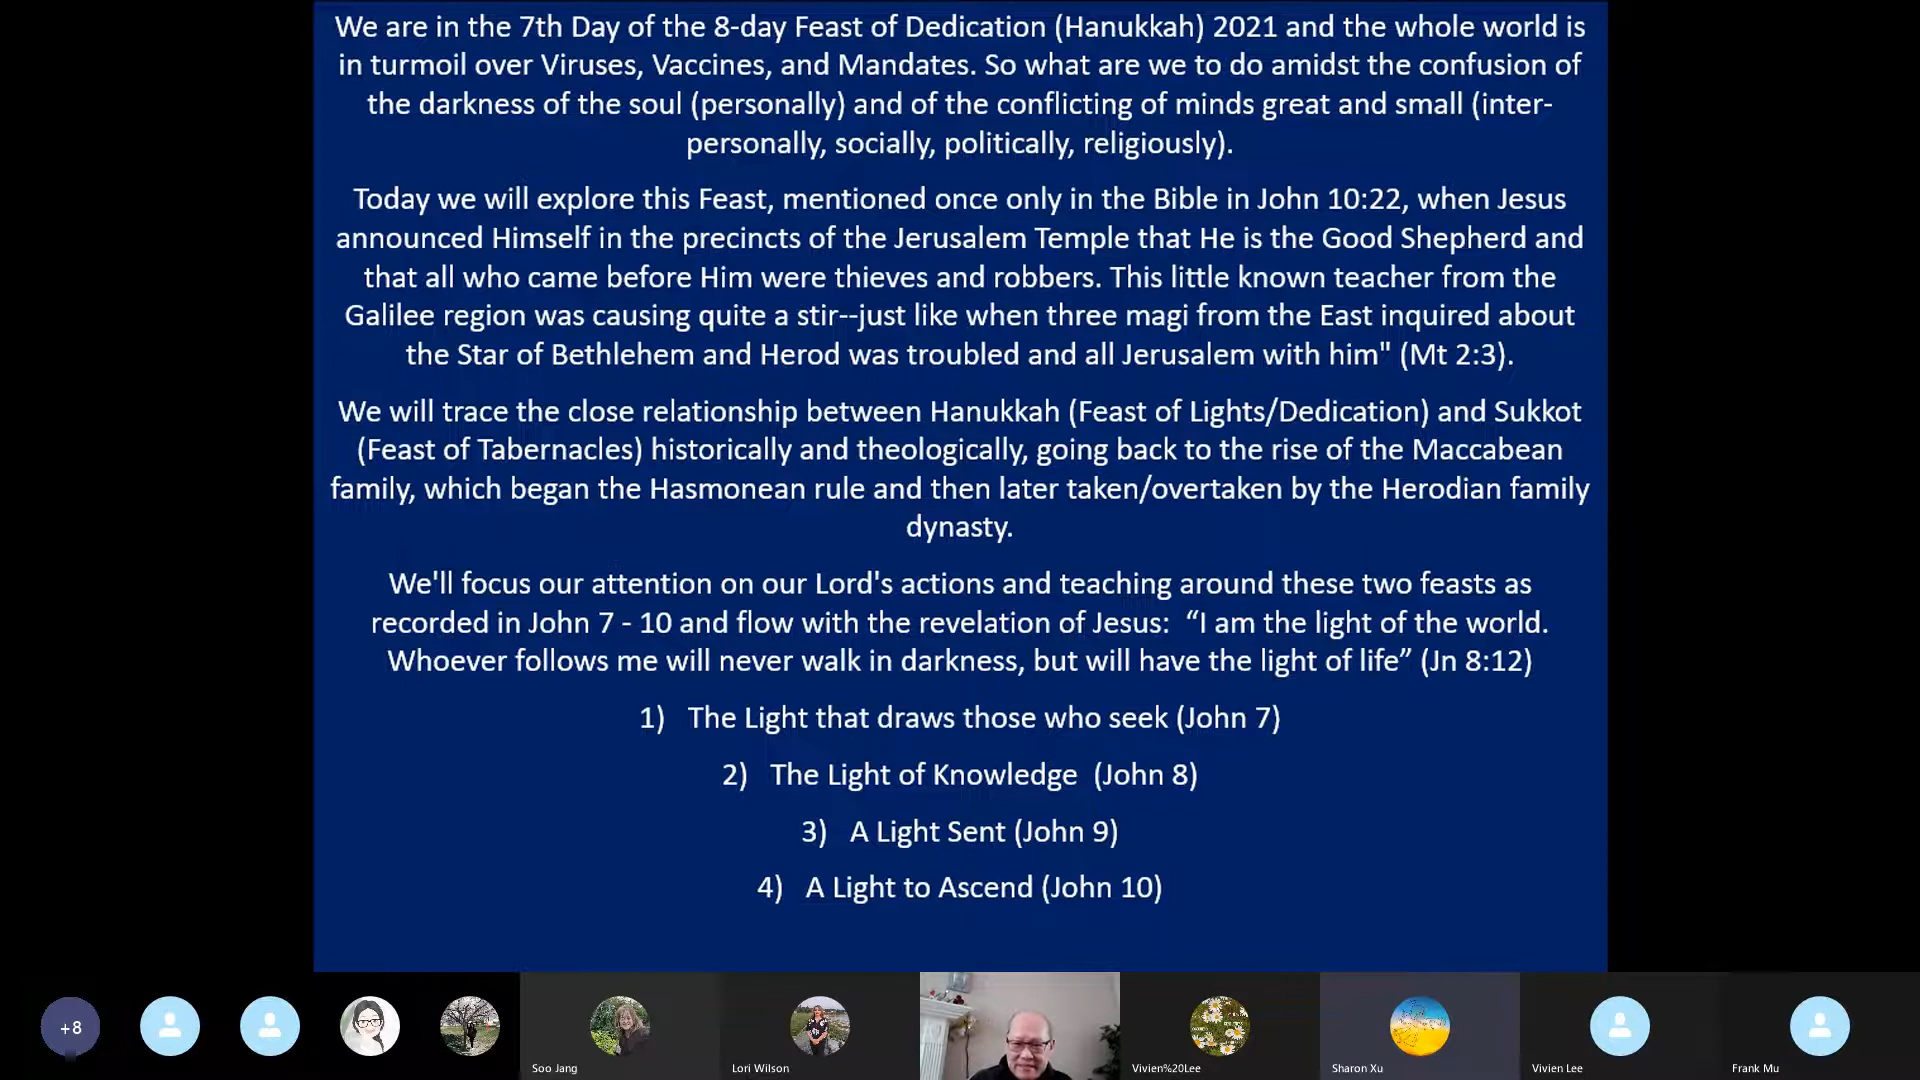 We are in the 7th Day of the 8-day Feast of Dedication (Hanukkah) 2021 and the whole world is
in turmoil over Viruses, Vaccines, and Mandates. So what are we to do amidst the confusion of
the darkness of the soul (personally) and of the conflicting of minds great and small (inter-
personally, socially, politically, religiously).
Today we will explore this Feast, mentioned once only in the Bible in John 10:22, when Jesus
announced Himself in the precincts of the Jerusalem Temple that He is the Good Shepherd and
that all who came before Him were thieves and robbers. This little known teacher from the
Galilee region was causing quite a stir--just like when three magi from the East inquired about
the Star of Bethlehem and Herod was troubled and all Jerusalem with him" (Mt 2:3).
We will trace the close relationship between Hanukkah (Feast of Lights/Dedication) and Sukkot
(Feast of Tabernacles) historically and theologically, going back to the rise of the Maccabean
family, which began the Hasmonean rule and then later taken/overtaken by the Herodian family
dynasty.
We'll focus our attention on our Lord's actions and teaching around these two feasts as
recorded in John 7 - 10 and flow with the revelation of Jesus:  “I am the light of the world.
Whoever follows me will never walk in darkness, but will have the light of life” (Jn 8:12)
1)   The Light that draws those who seek (John 7)
2)   The Light of Knowledge  (John 8)
3)   A Light Sent (John 9)
4)   A Light to Ascend (John 10)
+8
Soo Jang
Lori Wilson
Vivien%20Lee
Sharon Xu
Vivien Lee
Frank Mu